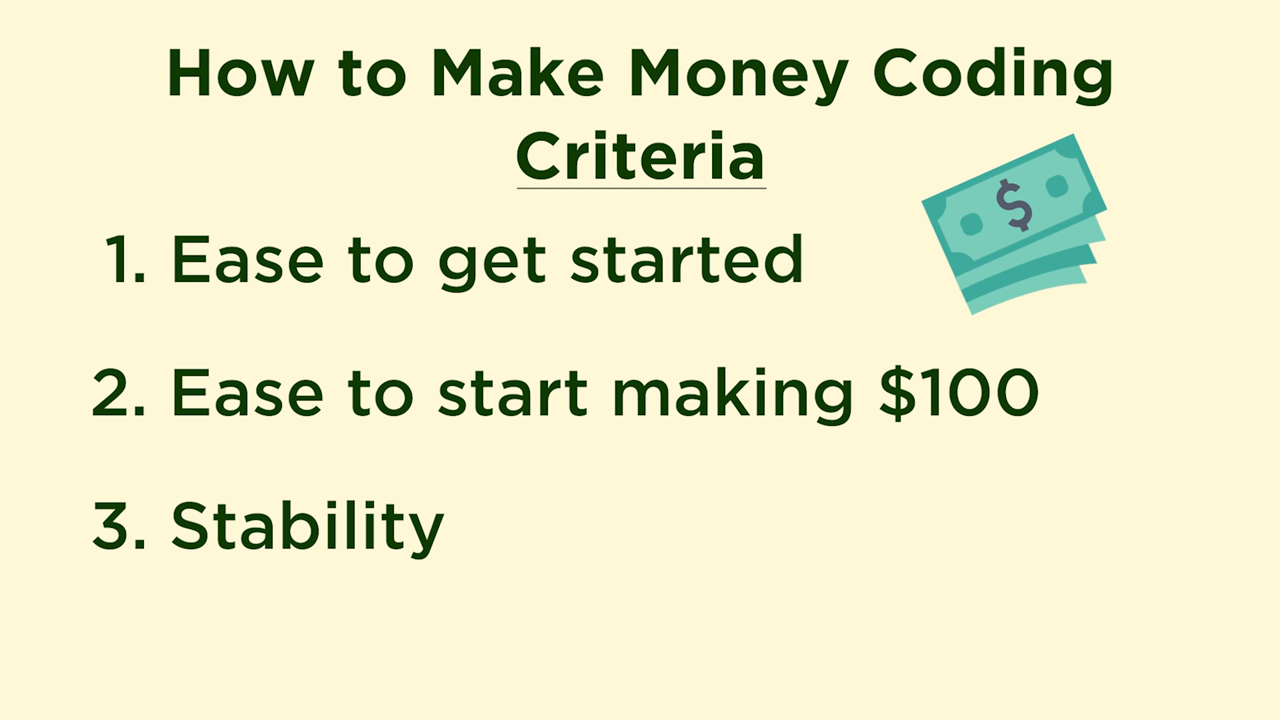 How to Make Money Coding
Criteria
1. Ease to get started
$
2. Ease to start making $100
3. Stability